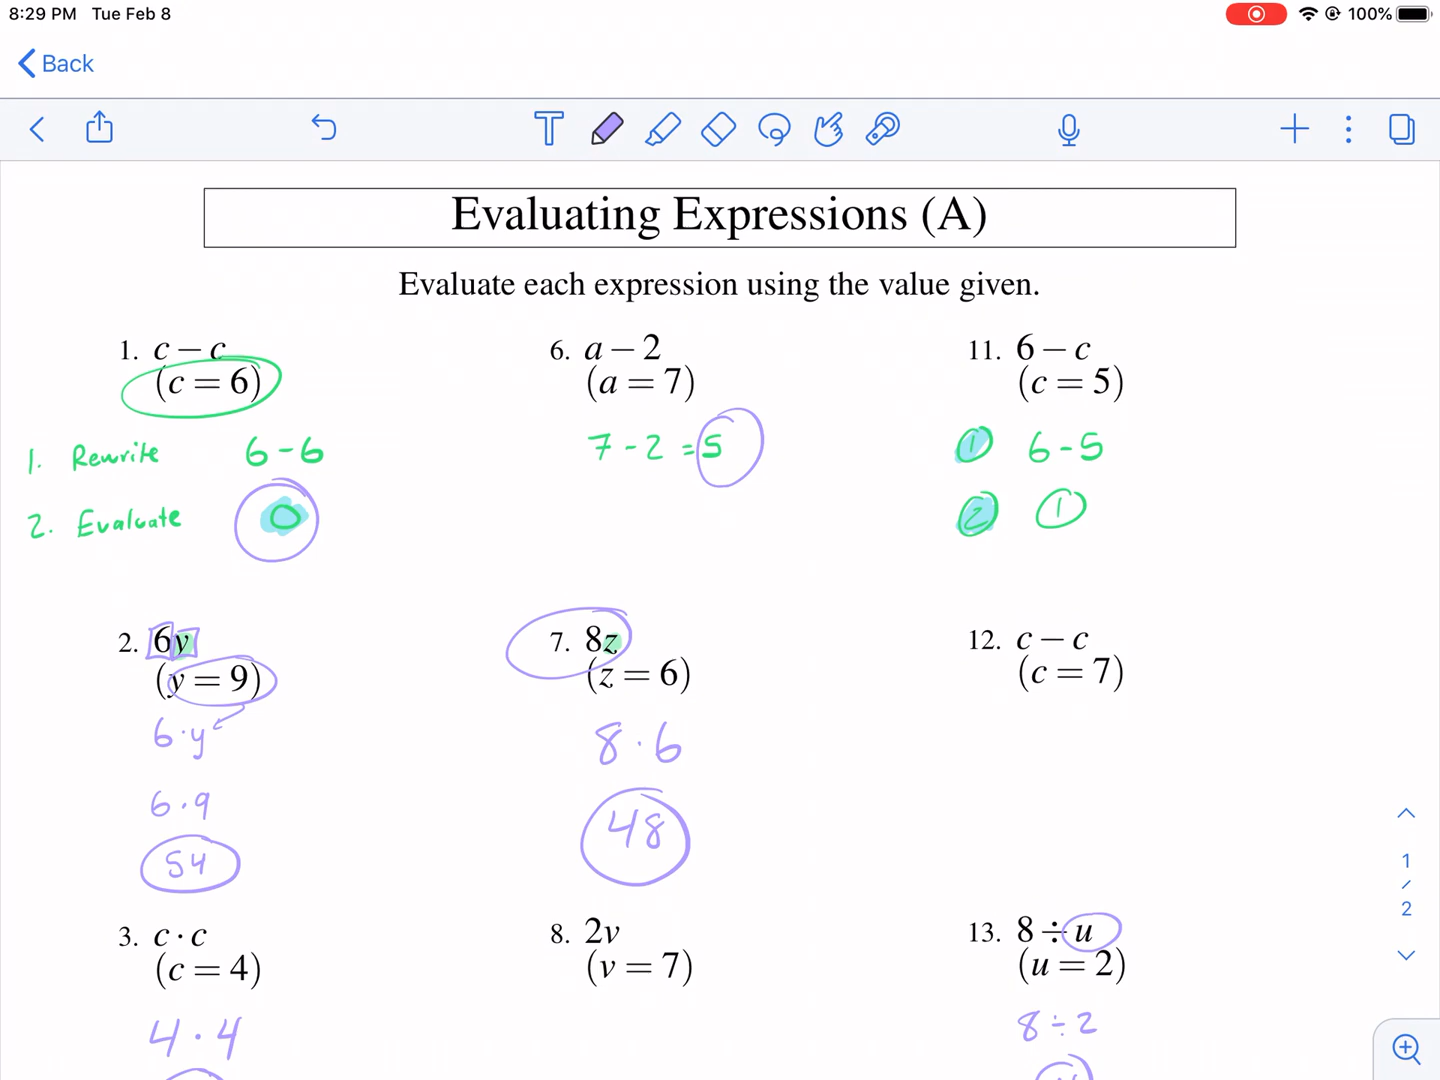 8:29 PM Tue Feb 8
100%
Back
Evaluating Expressions (A)
Evaluate each expression using the value given.
1. c − c
(c = 6)
1. Rewrite 6 - 6
2. Evaluate 0
6. a − 2
(a = 7)
7 - 2 = 5
11. 6 − c
(c = 5)
1 6 - 5
2 1
2. 6y
(y = 9)
6 · y
6 · 9
54
7. 8z
(z = 6)
8 · 6
48
12. c − c
(c = 7)
3. c · c
(c = 4)
4 · 4
8. 2v
(v = 7)
13. 8 ÷ u
(u = 2)
8 ÷ 2
1
/
2